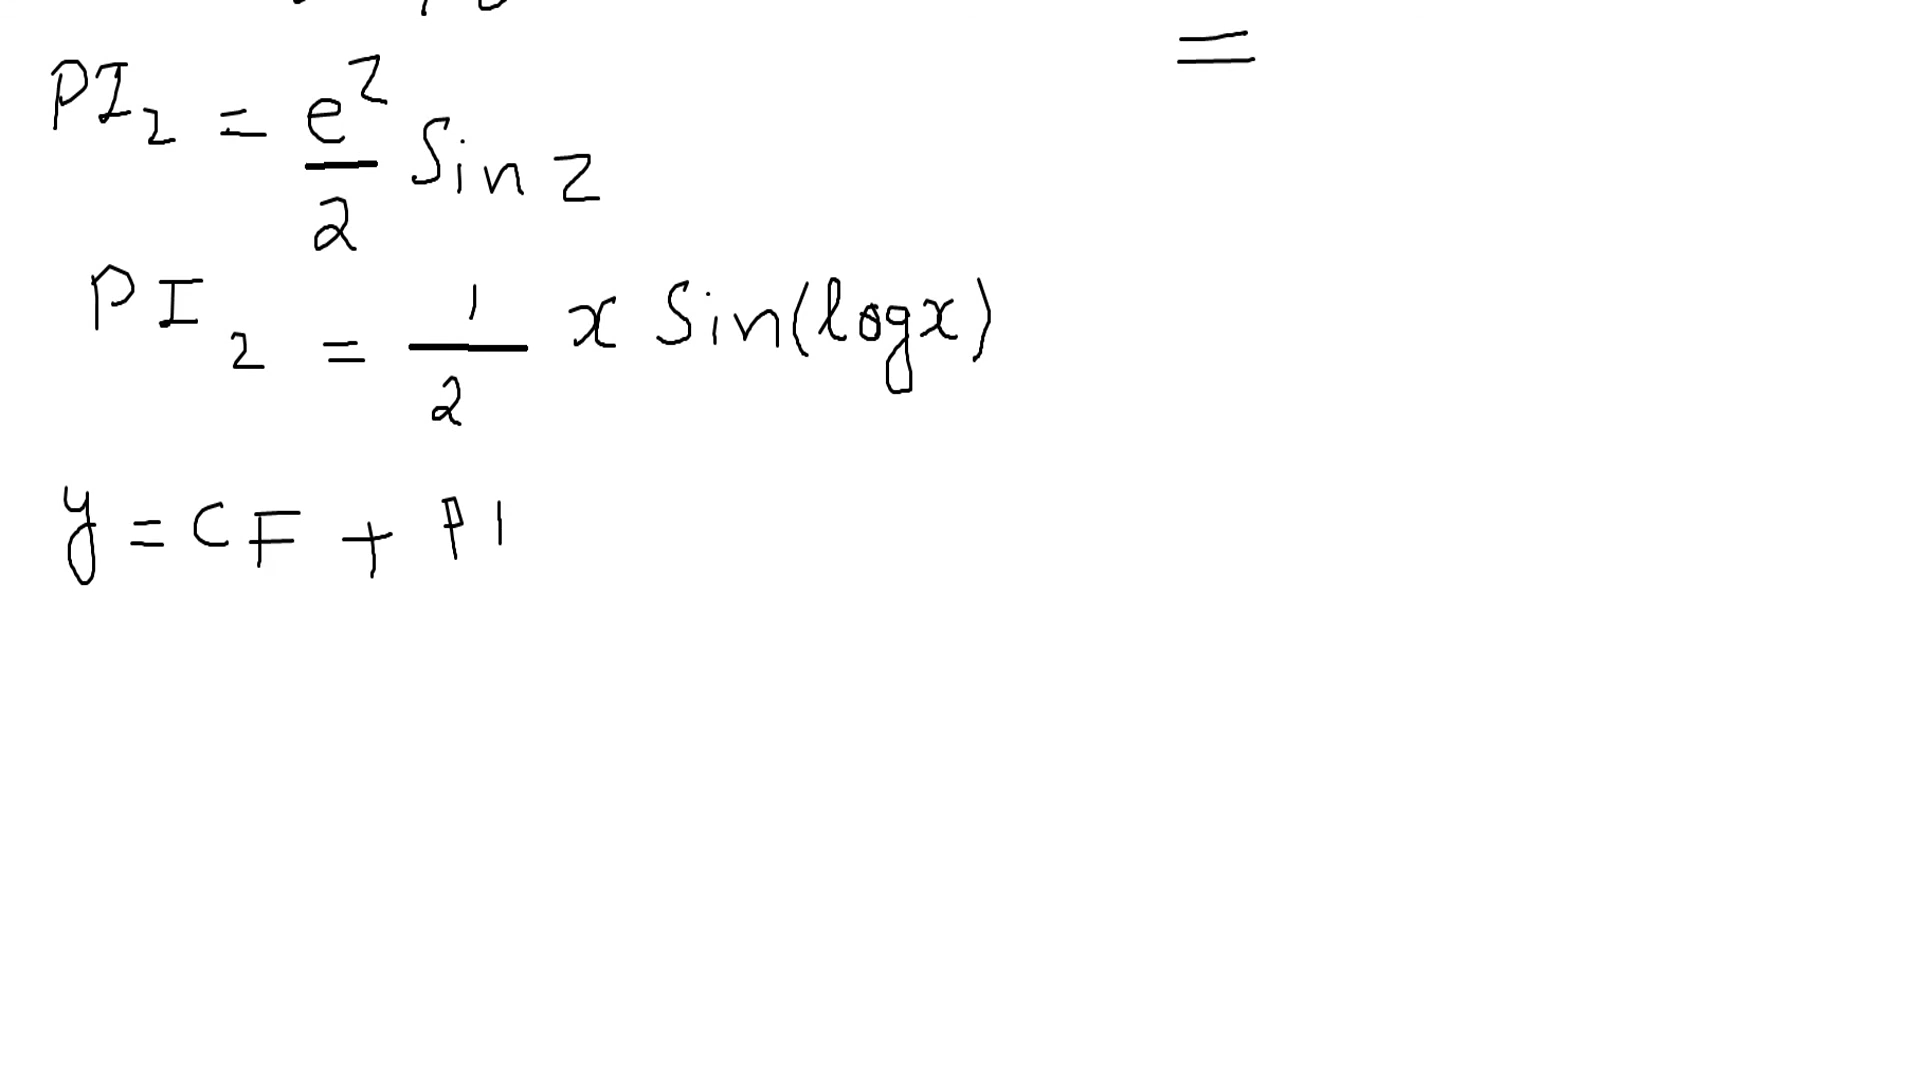 =
PI₂ = e^z/2 Sin z
PI₂ = 1/2 x Sin(log x)
y = CF + PI